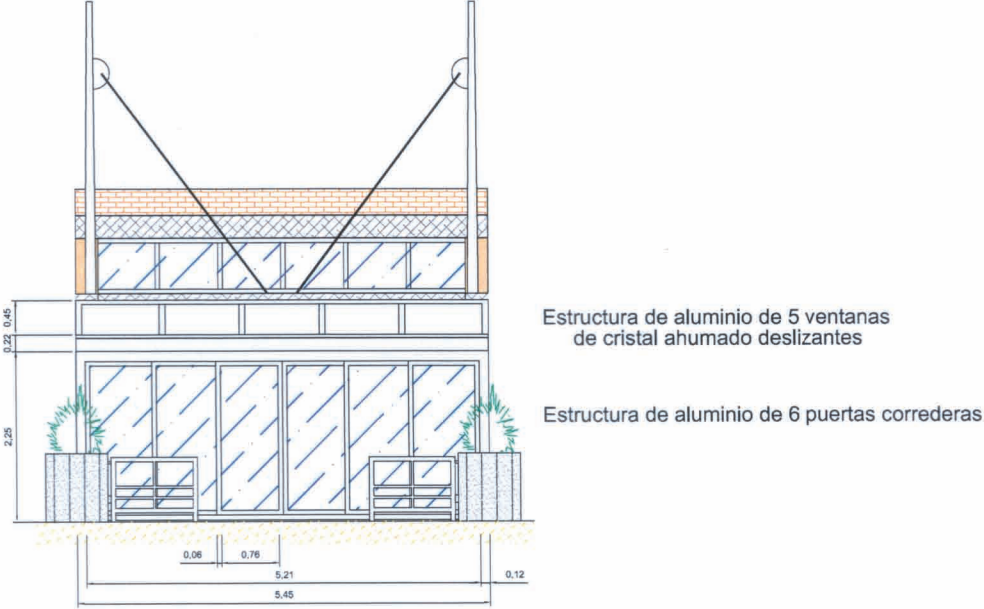 0,45
0,22
2,25
Estructura de aluminio de 5 ventanas
de cristal ahumado deslizantes
Estructura de aluminio de 6 puertas correderas
0,06
0,76
5,21
0,12
5,45